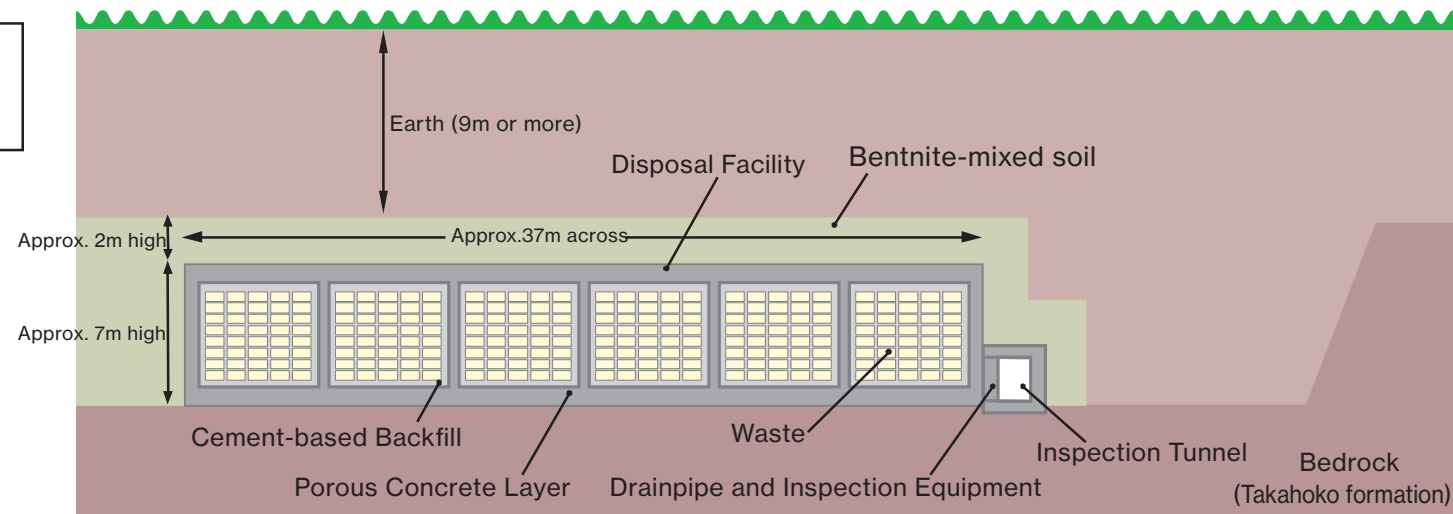 Earth (9m or more)
Disposal Facility
Bentnite-mixed soil
Approx. 2m high
Approx.37m across
Approx. 7m high
Cement-based Backfill
Waste
Inspection Tunnel
Porous Concrete Layer
Drainpipe and Inspection Equipment
Bedrock
(Takahoko formation)